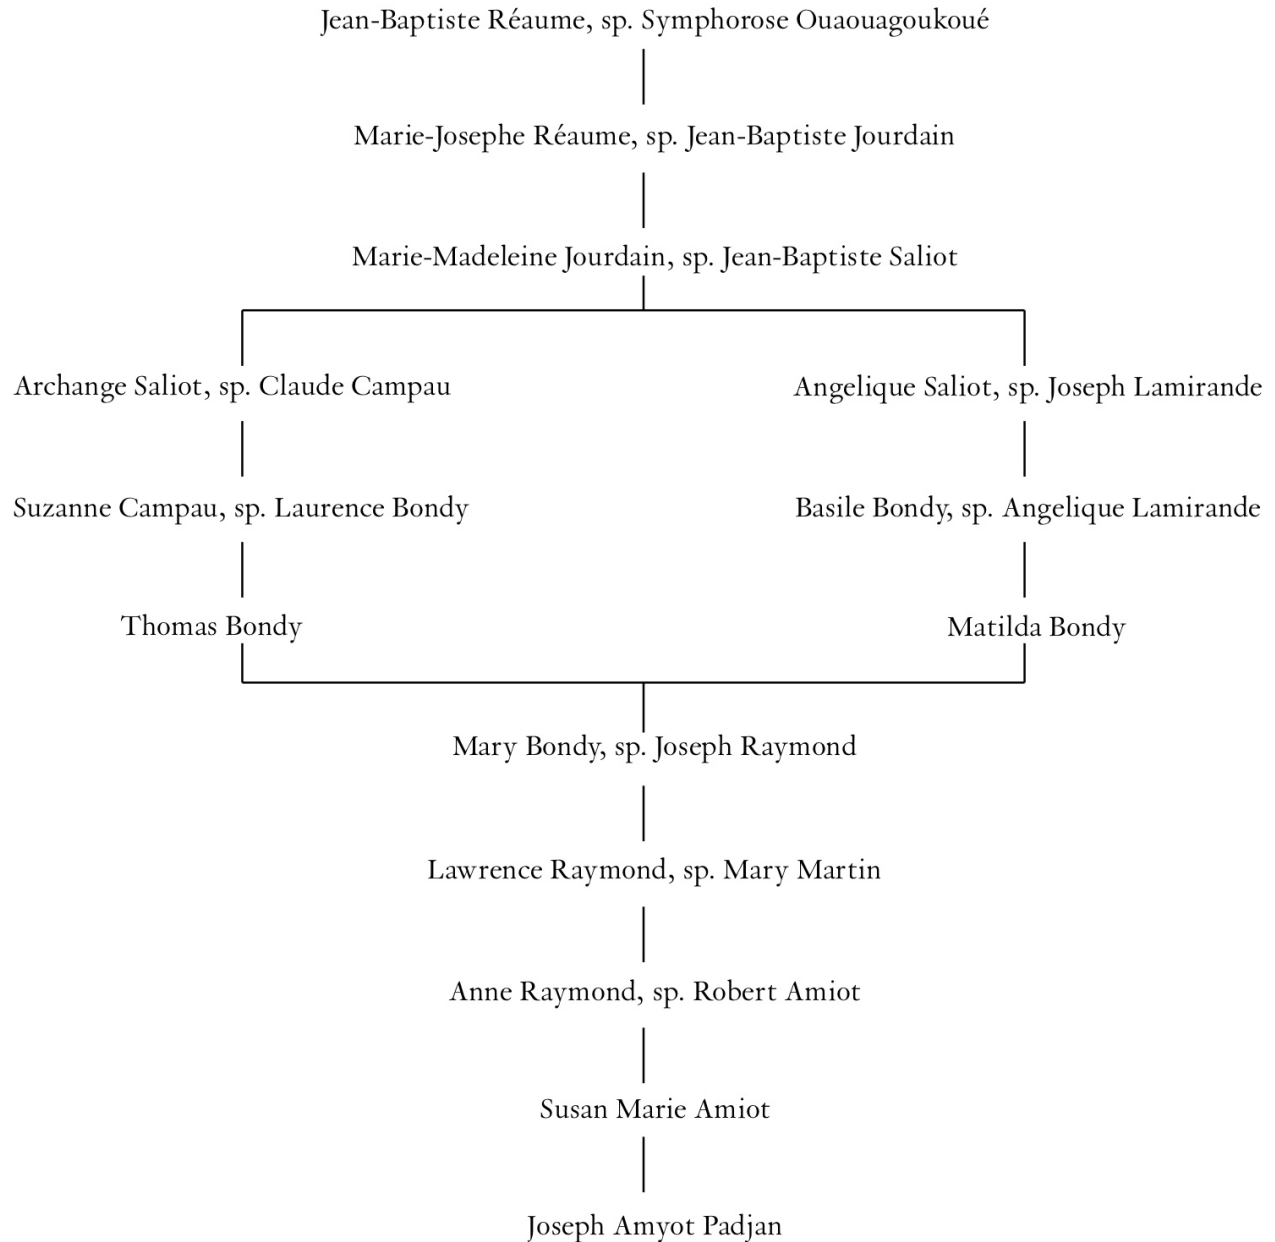 Jean-Baptiste Réaume, sp. Symphorose Ouaouagoukoué
Marie-Josephe Réaume, sp. Jean-Baptiste Jourdain
Marie-Madeleine Jourdain, sp. Jean-Baptiste Saliot
Archange Saliot, sp. Claude Campau
Angelique Saliot, sp. Joseph Lamirande
Suzanne Campau, sp. Laurence Bondy
Basile Bondy, sp. Angelique Lamirande
Thomas Bondy
Matilda Bondy
Mary Bondy, sp. Joseph Raymond
Lawrence Raymond, sp. Mary Martin
Anne Raymond, sp. Robert Amiot
Susan Marie Amiot
Joseph Amyot Padjan